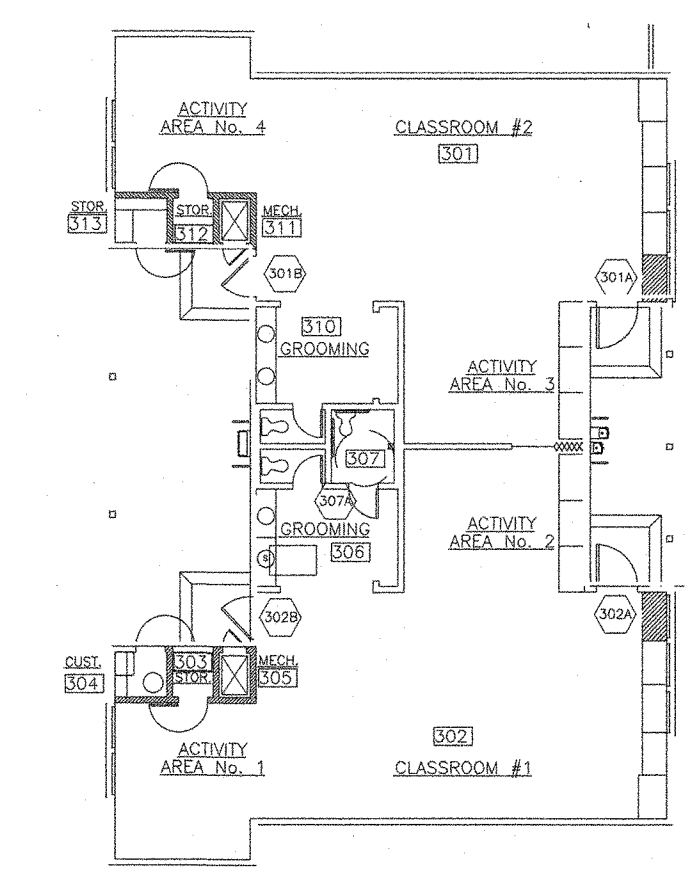 ACTIVITY
AREA No. 4
CLASSROOM #2
301
STOR.
313
STOR.
312
MECH.
311
301B
301A
310
GROOMING
ACTIVITY
AREA No. 3
307
307A
GROOMING
306
ACTIVITY
AREA No. 2
S
302B
302A
CUST.
304
303
STOR.
MECH.
305
302
CLASSROOM #1
ACTIVITY
AREA No. 1